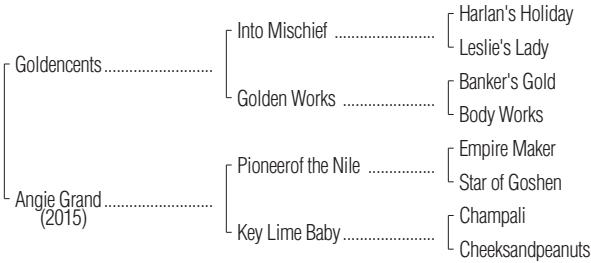 Harlan's Holiday
Into Mischief
Leslie's Lady
Goldencents
Banker's Gold
Golden Works
Body Works
Empire Maker
Pioneerof the Nile
Star of Goshen
Angie Grand
(2015)
Champali
Key Lime Baby
Cheeksandpeanuts